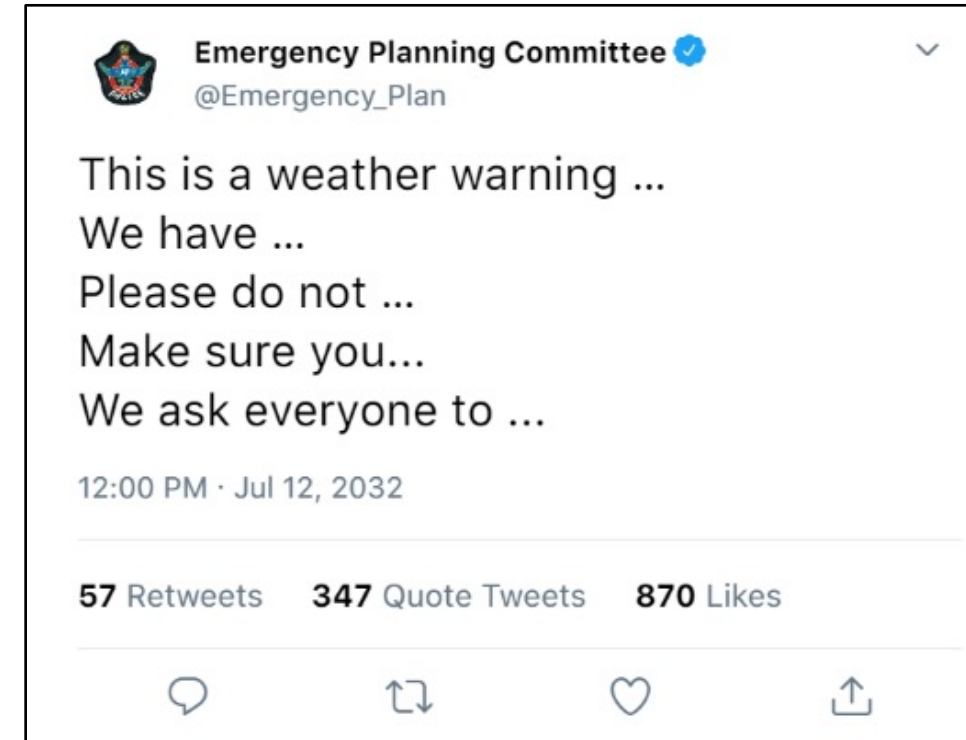 Emergency Planning Committee
@Emergency_Plan
This is a weather warning ...
We have ...
Please do not ...
Make sure you...
We ask everyone to ...
12:00 PM · Jul 12, 2032
57 Retweets 347 Quote Tweets 870 Likes